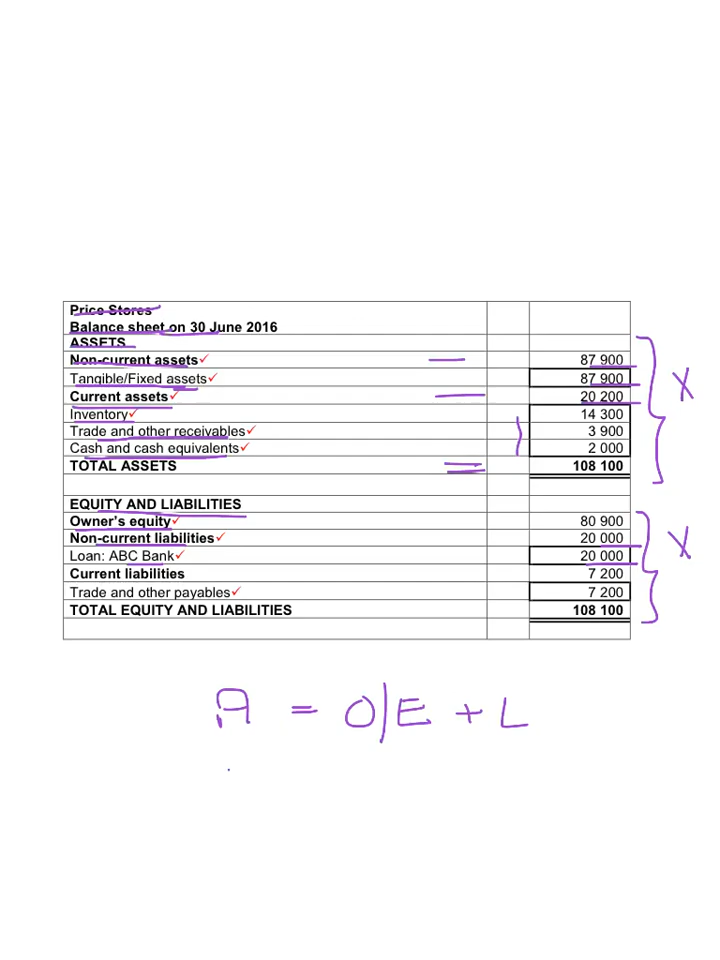 Price Stores
Balance sheet on 30 June 2016
ASSETS
Non-current assets✓ 87 900
Tangible/Fixed assets✓ 87 900
Current assets✓ 20 200
Inventory✓ 14 300
Trade and other receivables✓ 3 900
Cash and cash equivalents✓ 2 000
TOTAL ASSETS 108 100
X
EQUITY AND LIABILITIES
Owner's equity✓ 80 900
Non-current liabilities✓ 20 000
Loan: ABC Bank✓ 20 000
Current liabilities 7 200
Trade and other payables✓ 7 200
TOTAL EQUITY AND LIABILITIES 108 100
X
A = O/E + L